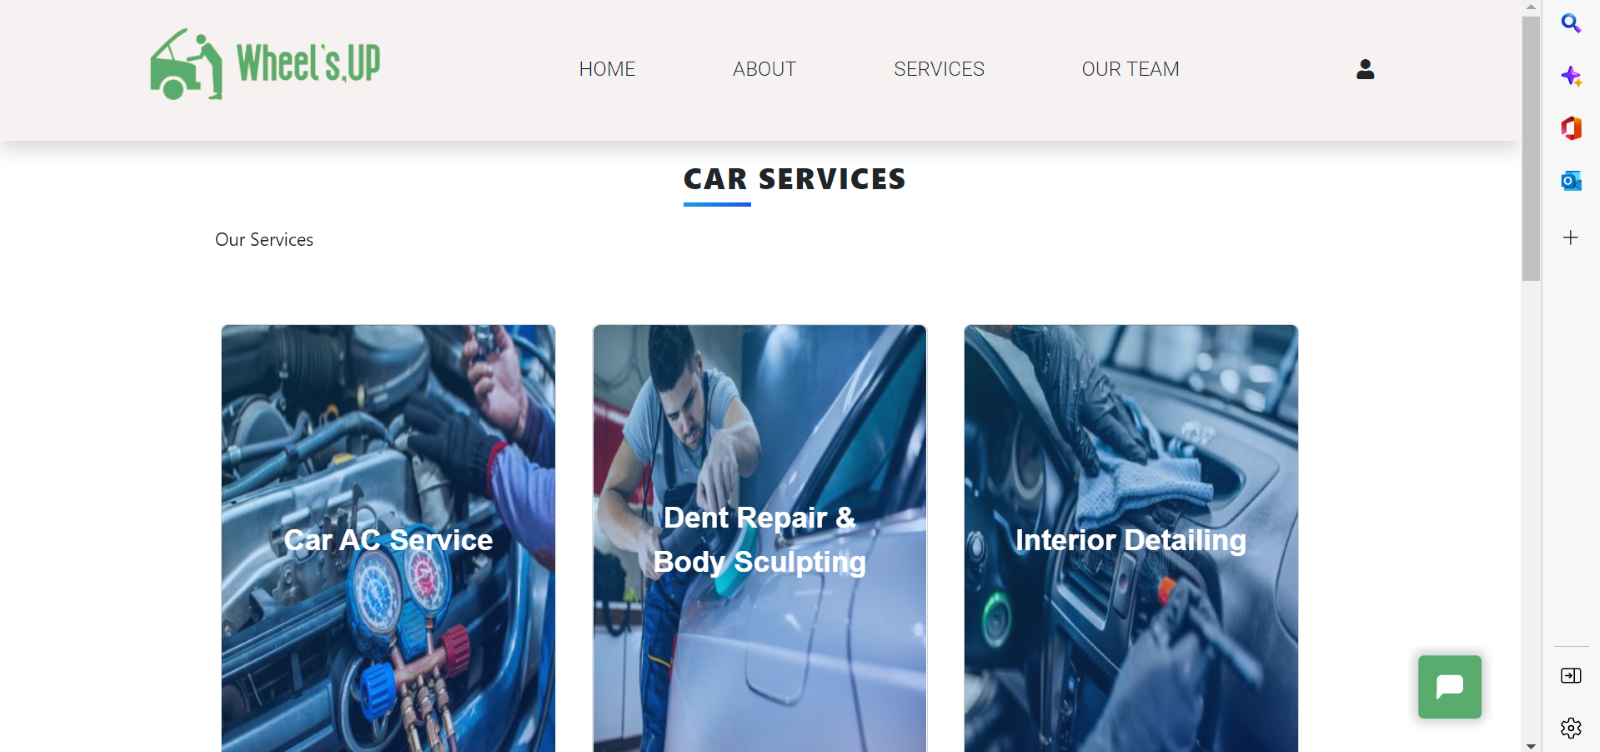 Wheel's.UP
HOME
ABOUT
SERVICES
OUR TEAM
CAR SERVICES
Our Services
Car AC Service
Dent Repair &
Body Sculpting
Interior Detailing